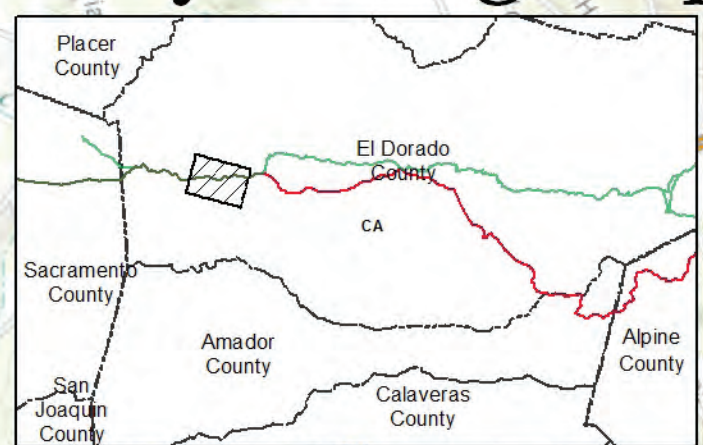 Placer
County
El Dorado
County
CA
Sacramento
County
Amador
County
Alpine
County
San
Joaquin
County
Calaveras
County